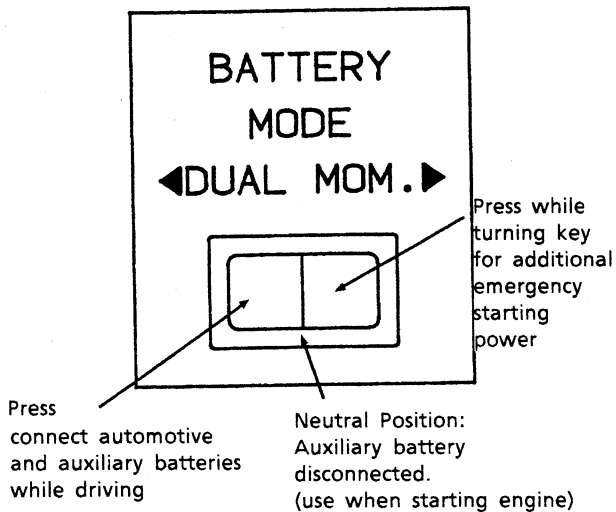 BATTERY
MODE
◀DUAL MOM.▶
Press while
turning key
for additional
emergency
starting
power
Press
connect automotive
and auxiliary batteries
while driving
Neutral Position:
Auxiliary battery
disconnected.
(use when starting engine)